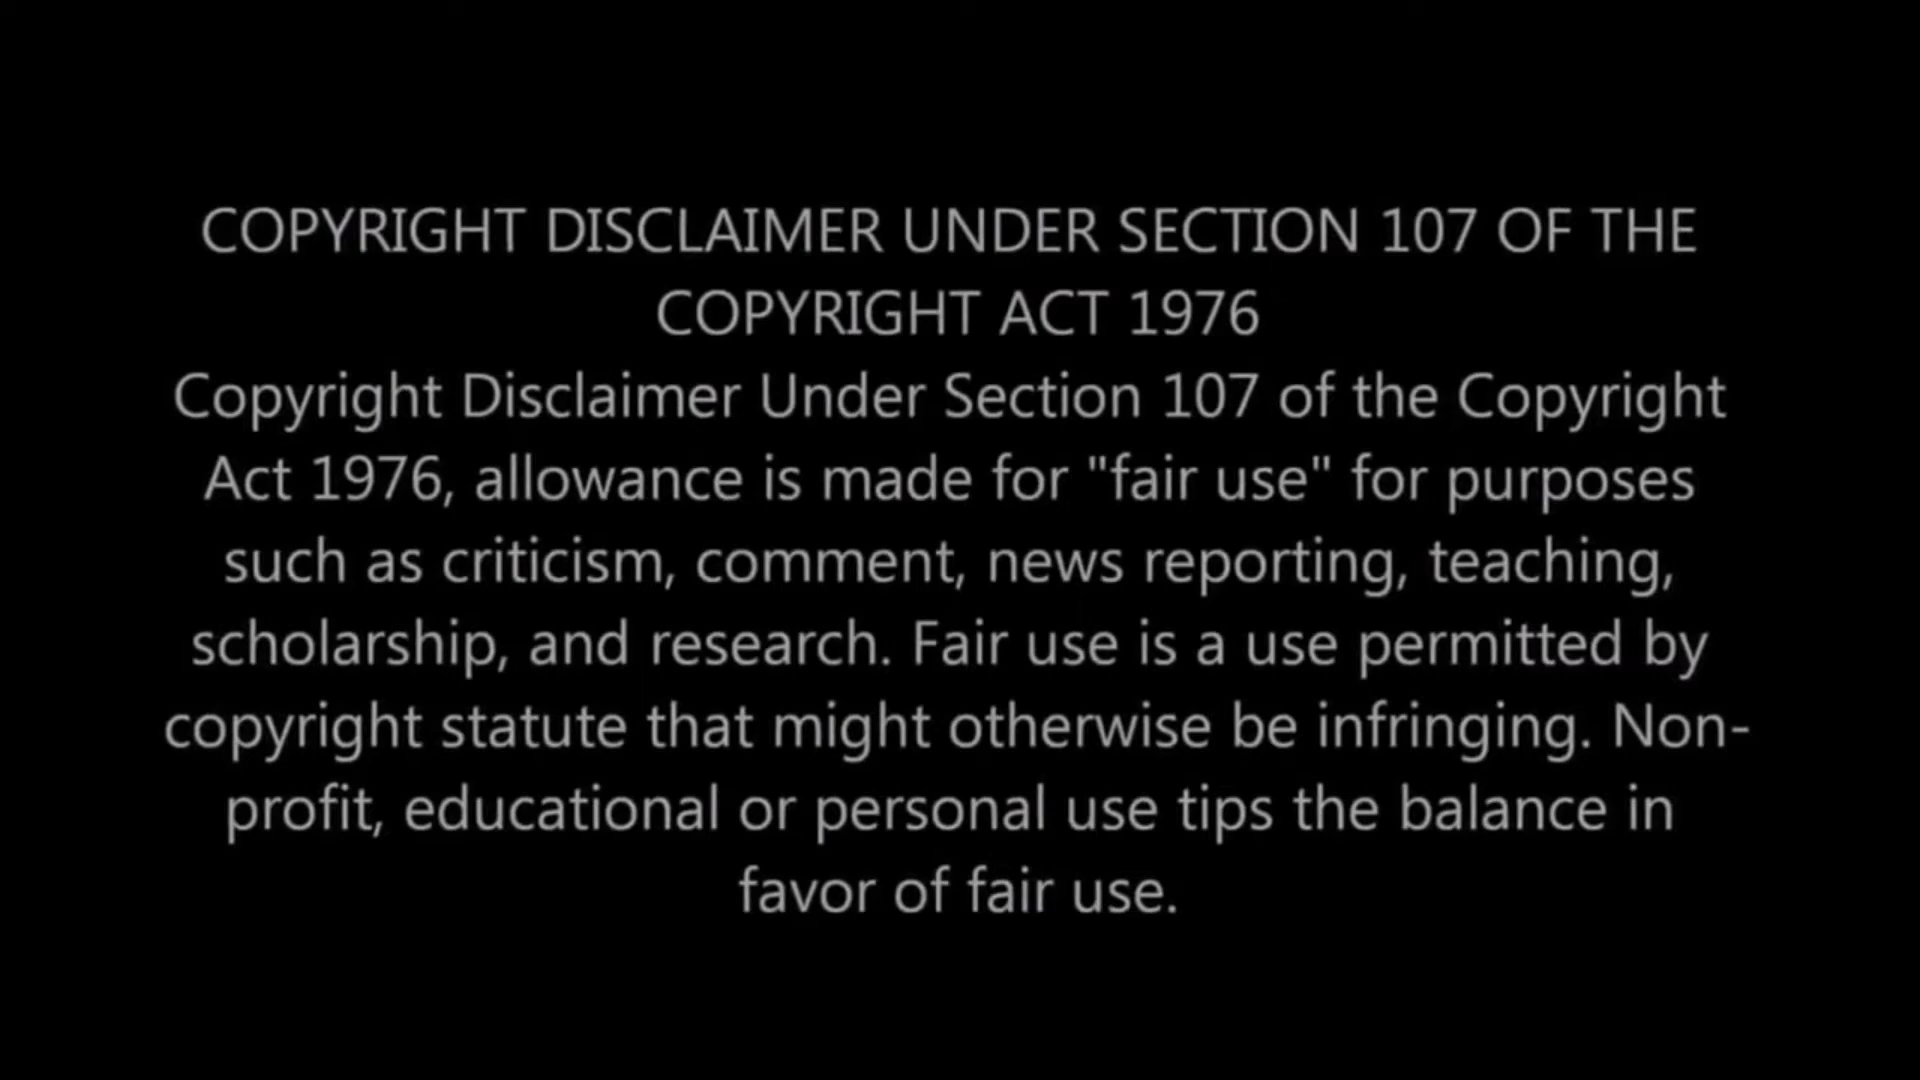 COPYRIGHT DISCLAIMER UNDER SECTION 107 OF THE
COPYRIGHT ACT 1976
Copyright Disclaimer Under Section 107 of the Copyright
Act 1976, allowance is made for "fair use" for purposes
such as criticism, comment, news reporting, teaching,
scholarship, and research. Fair use is a use permitted by
copyright statute that might otherwise be infringing. Non-
profit, educational or personal use tips the balance in
favor of fair use.